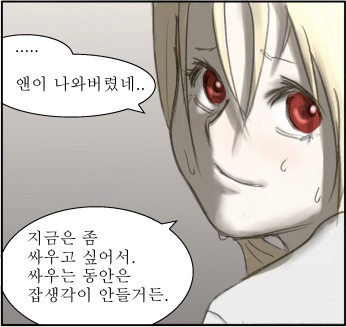 .....
앤이 나와버렸네..
지금은 좀
싸우고 싶어서.
싸우는 동안은
잡생각이 안들거든.